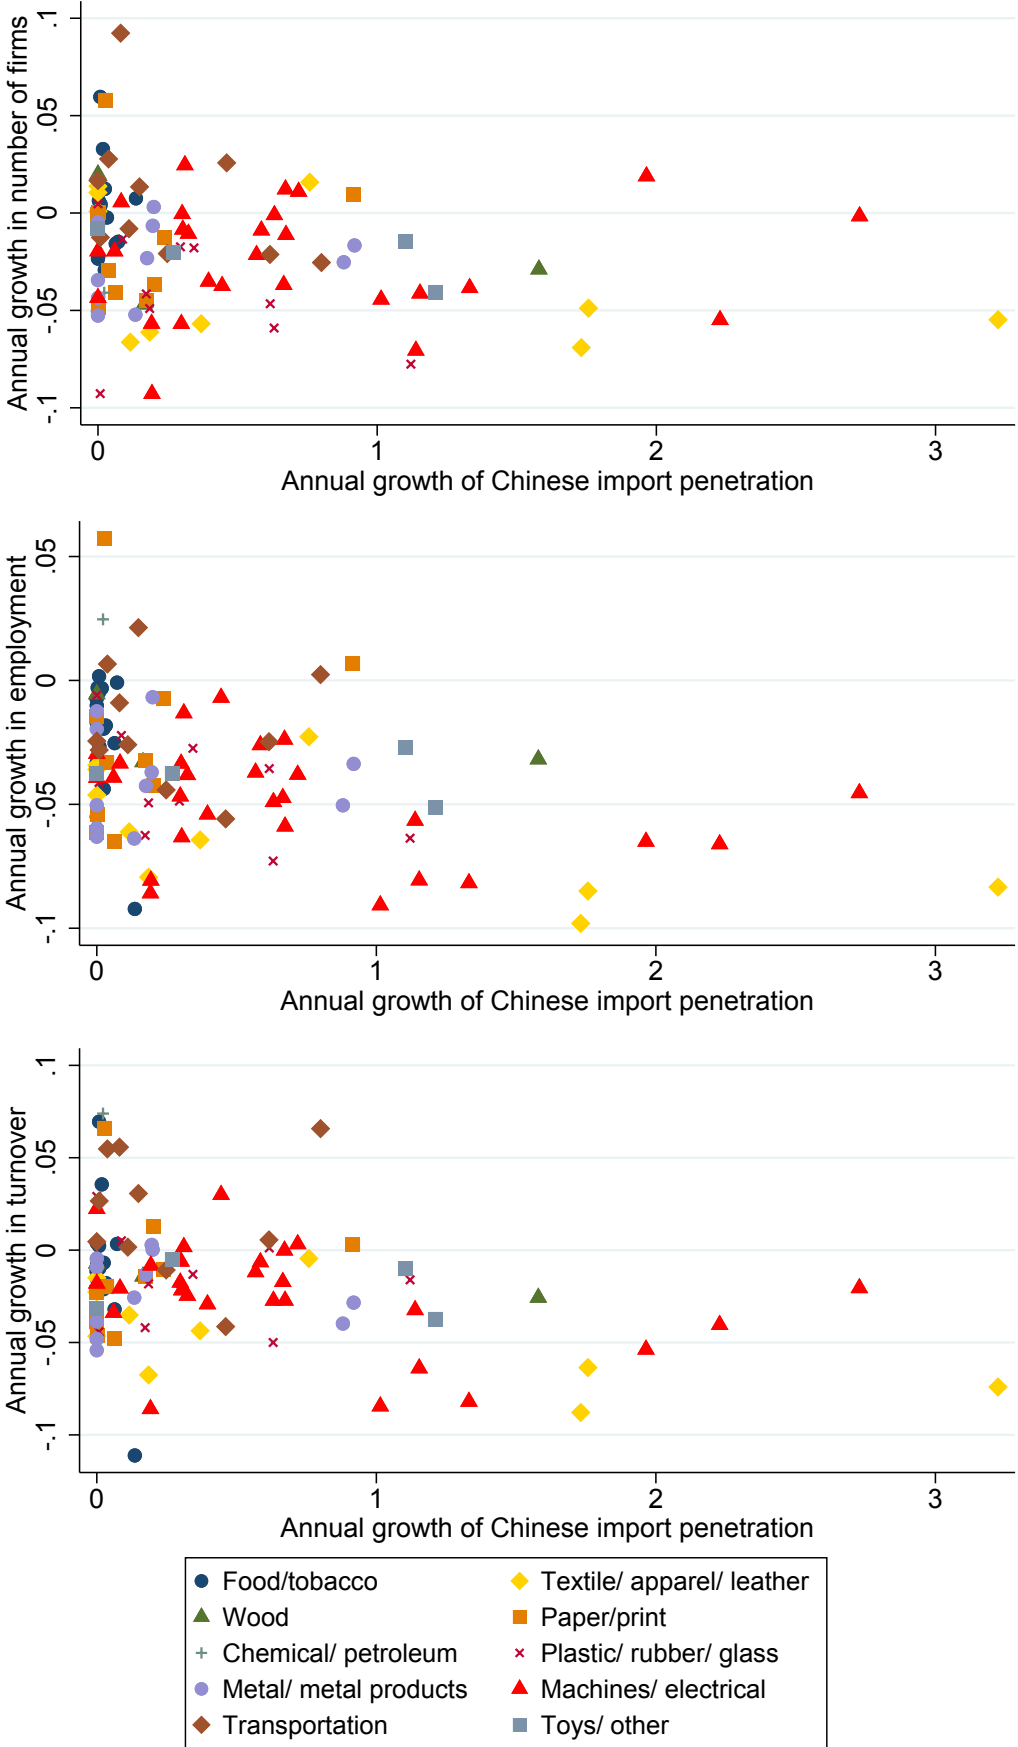 .1
.05
0
-.05
-.1
Annual growth in number of firms
0 1 2 3
Annual growth of Chinese import penetration
.05
0
-.05
-.1
Annual growth in employment
0 1 2 3
Annual growth of Chinese import penetration
.1
.05
0
-.05
-.1
Annual growth in turnover
0 1 2 3
Annual growth of Chinese import penetration
Food/tobacco Textile/ apparel/ leather
Wood Paper/print
Chemical/ petroleum Plastic/ rubber/ glass
Metal/ metal products Machines/ electrical
Transportation Toys/ other